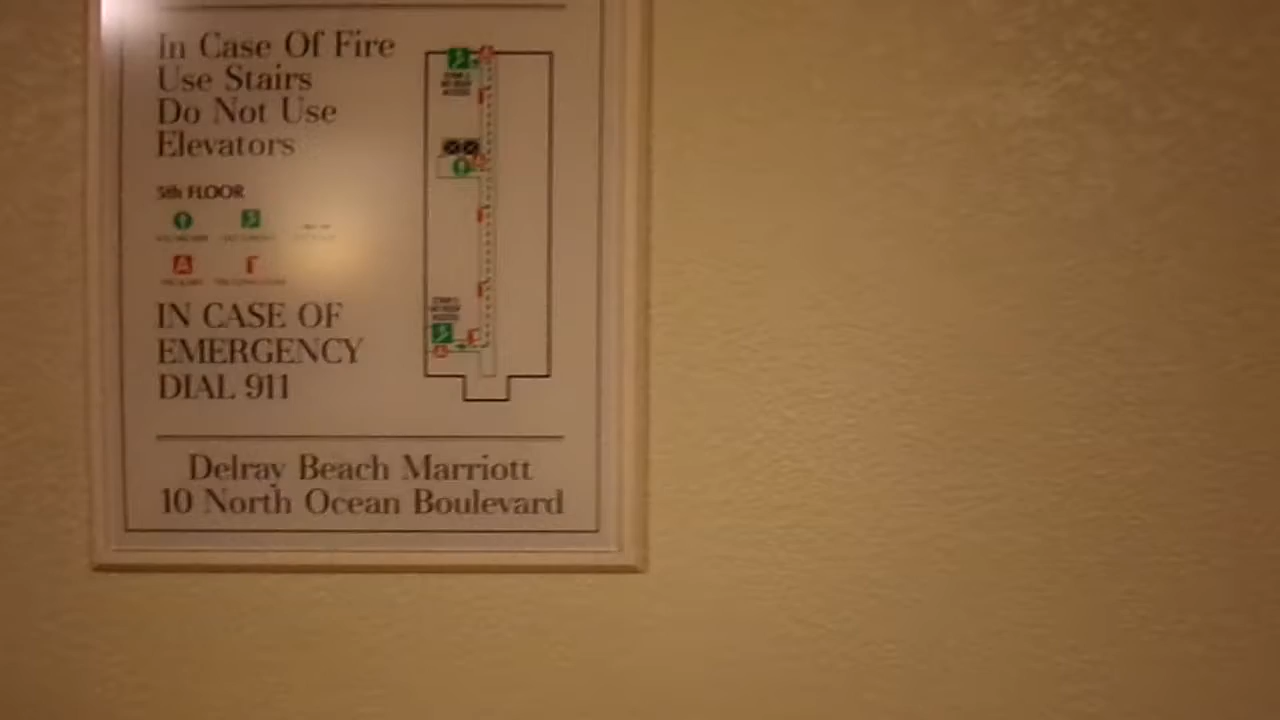 In Case Of Fire
Use Stairs
Do Not Use
Elevators
5th FLOOR
IN CASE OF
EMERGENCY
DIAL 911
Delray Beach Marriott
10 North Ocean Boulevard